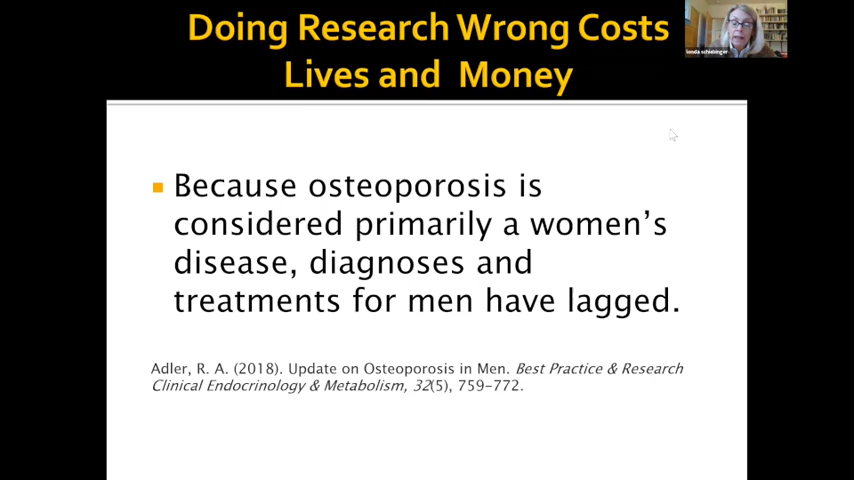 Doing Research Wrong Costs
Lives and Money
londa schiebinger
Because osteoporosis is
considered primarily a women's
disease, diagnoses and
treatments for men have lagged.
Adler, R. A. (2018). Update on Osteoporosis in Men. Best Practice & Research
Clinical Endocrinology & Metabolism, 32(5), 759-772.